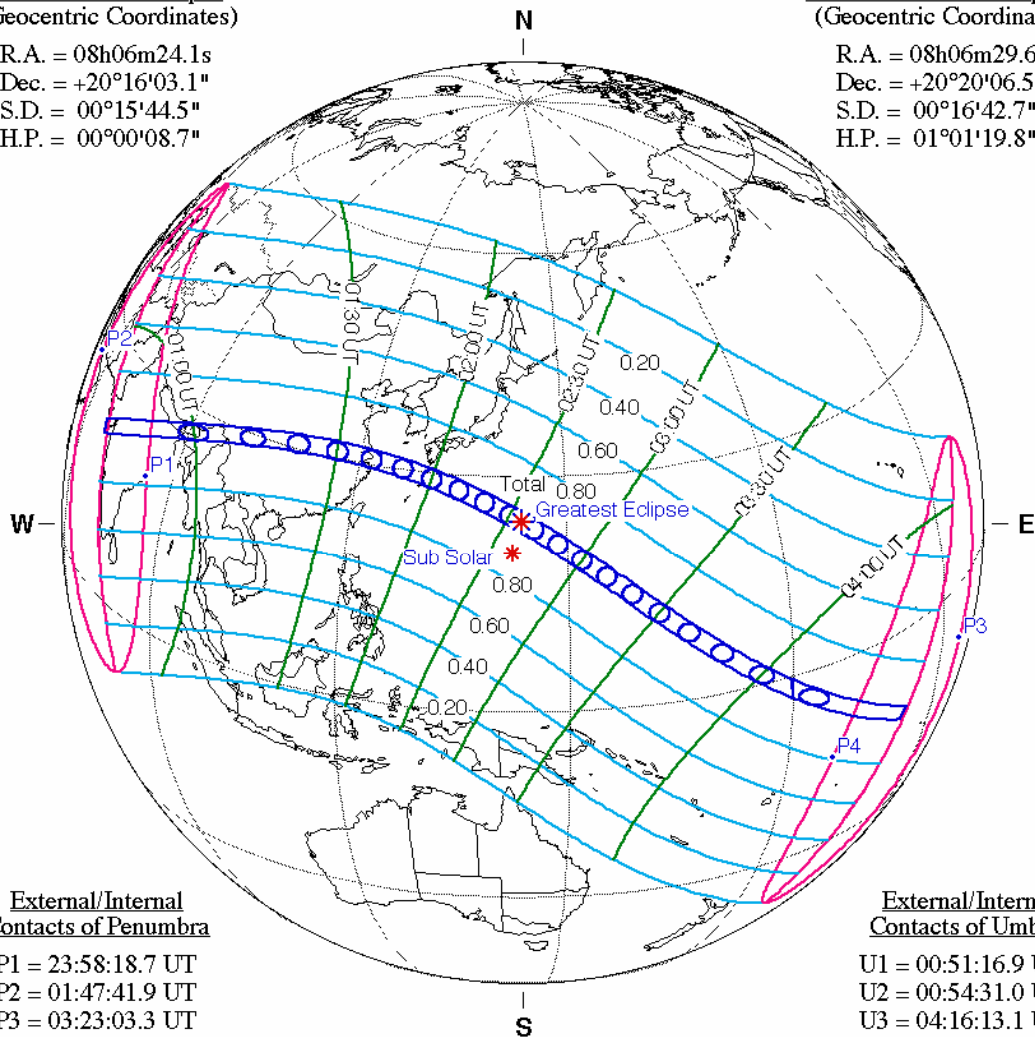 Geocentric Coordinates)
R.A. = 08h06m24.1s
Dec. = +20°16'03.1"
S.D. = 00°15'44.5"
H.P. = 00°00'08.7"
(Geocentric Coordina
R.A. = 08h06m29.6
Dec. = +20°20'06.5
S.D. = 00°16'42.7"
H.P. = 01°01'19.8"
N
W
E
S
P2
P1
01:00 UT
01:30 UT
02:00 UT
02:30 UT
03:00 UT
03:30 UT
04:00 UT
0.20
0.40
0.60
0.80
Total
Greatest Eclipse
Sub Solar
0.80
0.60
0.40
0.20
P3
P4
External/Internal
Contacts of Penumbra
P1 = 23:58:18.7 UT
P2 = 01:47:41.9 UT
P3 = 03:23:03.3 UT
External/Intern
Contacts of Umb
U1 = 00:51:16.9 U
U2 = 00:54:31.0 U
U3 = 04:16:13.1 U